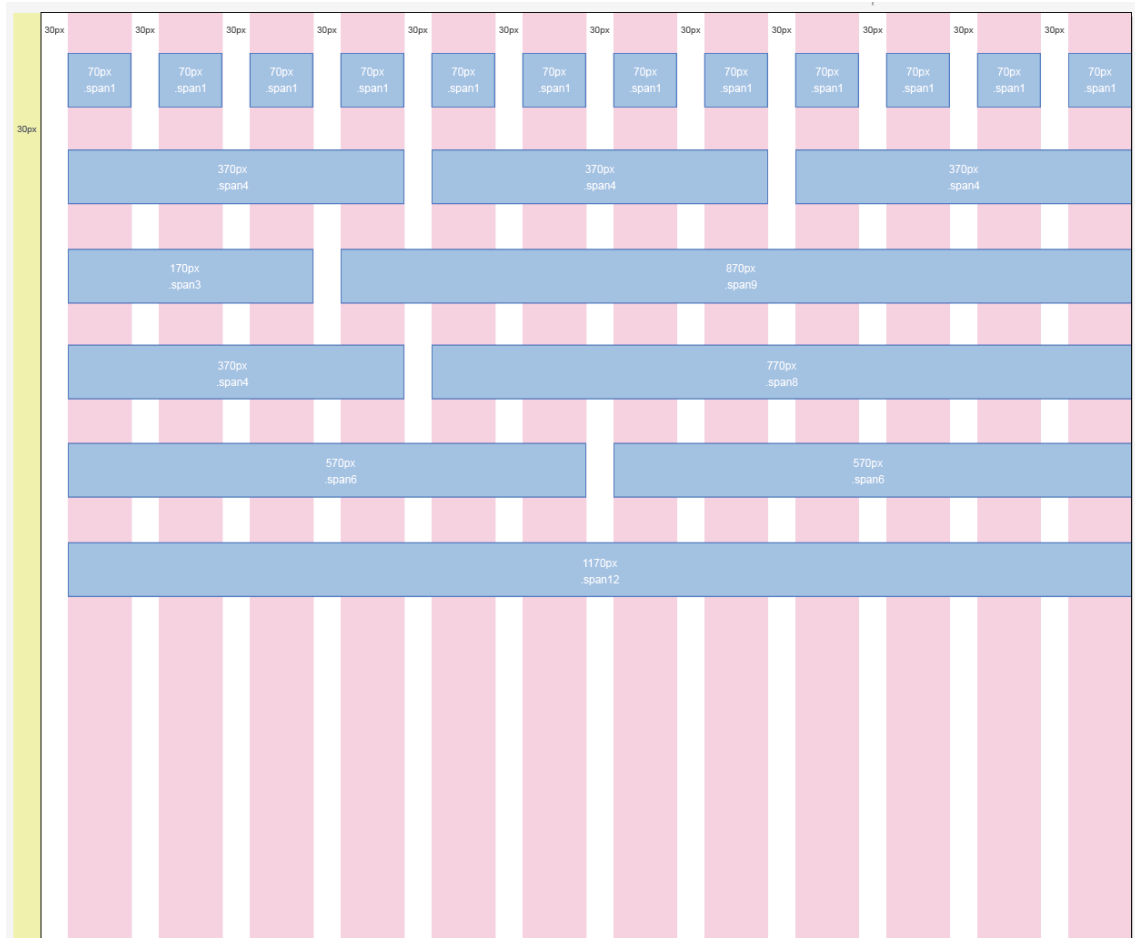 30px 30px 30px 30px 30px 30px 30px 30px 30px 30px 30px 30px
70px 70px 70px 70px 70px 70px 70px 70px 70px 70px 70px 70px
.span1 .span1 .span1 .span1 .span1 .span1 .span1 .span1 .span1 .span1 .span1 .span1
30px
370px 370px 370px
.span4 .span4 .span4
170px 870px
.span3 .span9
370px 770px
.span4 .span8
570px 570px
.span6 .span6
1170px
.span12